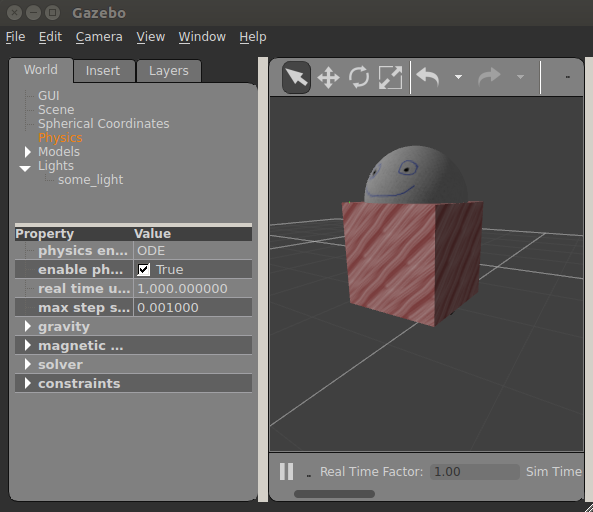 Gazebo
File Edit Camera View Window Help
World Insert Layers
GUI
Scene
Spherical Coordinates
Physics
Models
Lights
some_light
Property Value
physics en... ODE
enable ph... True
real time u... 1,000.000000
max step s... 0.001000
gravity
magnetic ...
solver
constraints
Real Time Factor: 1.00 Sim Time